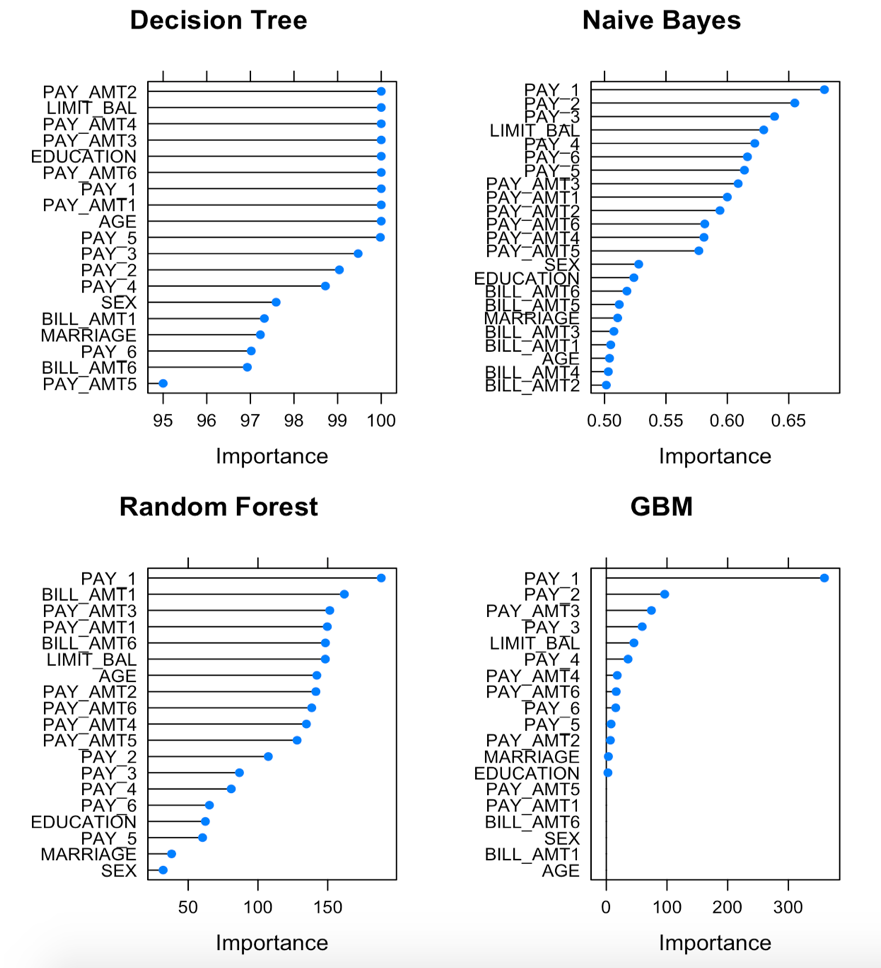 Decision Tree
PAY_AMT2
LIMIT_BAL
PAY_AMT4
PAY_AMT3
EDUCATION
PAY_AMT6
PAY_1
PAY_AMT1
AGE
PAY_5
PAY_3
PAY_2
PAY_4
SEX
BILL_AMT1
MARRIAGE
PAY_6
BILL_AMT6
PAY_AMT5
95 96 97 98 99 100
Importance
Naive Bayes
PAY_1
PAY_2
PAY_3
LIMIT_BAL
PAY_4
PAY_6
PAY_5
PAY_AMT3
PAY_AMT1
PAY_AMT2
PAY_AMT6
PAY_AMT4
PAY_AMT5
SEX
EDUCATION
BILL_AMT6
BILL_AMT5
MARRIAGE
BILL_AMT3
BILL_AMT1
AGE
BILL_AMT4
BILL_AMT2
0.50 0.55 0.60 0.65
Importance
Random Forest
PAY_1
BILL_AMT1
PAY_AMT3
PAY_AMT1
BILL_AMT6
LIMIT_BAL
AGE
PAY_AMT2
PAY_AMT6
PAY_AMT4
PAY_AMT5
PAY_2
PAY_3
PAY_4
PAY_6
EDUCATION
PAY_5
MARRIAGE
SEX
50 100 150
Importance
GBM
PAY_1
PAY_2
PAY_AMT3
PAY_3
LIMIT_BAL
PAY_4
PAY_AMT4
PAY_AMT6
PAY_6
PAY_5
PAY_AMT2
MARRIAGE
EDUCATION
PAY_AMT5
PAY_AMT1
BILL_AMT6
SEX
BILL_AMT1
AGE
0 100 200 300
Importance